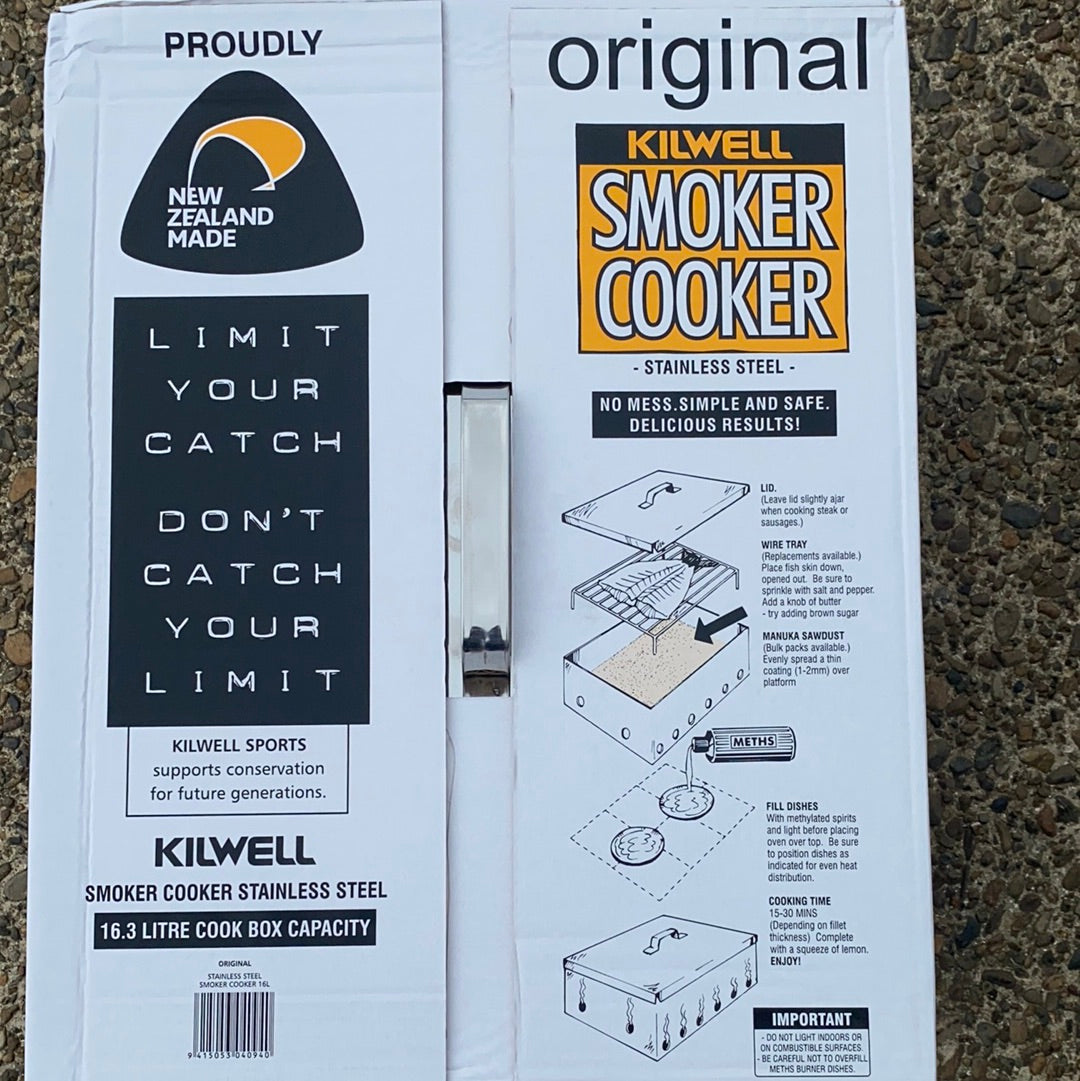 PROUDLY
NEW
ZEALAND
MADE
LIMIT
YOUR
CATCH
DON'T
CATCH
YOUR
LIMIT
KILWELL SPORTS
supports conservation
for future generations.
KILWELL
SMOKER COOKER STAINLESS STEEL
16.3 LITRE COOK BOX CAPACITY
ORIGINAL
STAINLESS STEEL
SMOKER COOKER 16L
9 415053 040940
original
KILWELL
SMOKER
COOKER
- STAINLESS STEEL -
NO MESS.SIMPLE AND SAFE.
DELICIOUS RESULTS!
LID.
(Leave lid slightly ajar
when cooking steak or
sausages.)
WIRE TRAY
(Replacements available.)
Place fish skin down,
opened out. Be sure to
sprinkle with salt and pepper.
Add a knob of butter
- try adding brown sugar
MANUKA SAWDUST
(Bulk packs available.)
Evenly spread a thin
coating (1-2mm) over
platform
METHS
FILL DISHES
With methylated spirits
and light before placing
oven over top. Be sure
to position dishes as
indicated for even heat
distribution.
COOKING TIME
15-30 MINS
(Depending on fillet
thickness) Complete
with a squeeze of lemon.
ENJOY!
IMPORTANT
- DO NOT LIGHT INDOORS OR
ON COMBUSTIBLE SURFACES.
- BE CAREFUL NOT TO OVERFILL
METHS BURNER DISHES.